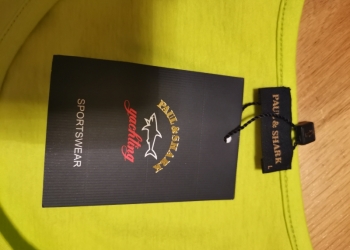 PAUL & SHARK
yachting
SPORTSWEAR
PAUL & SHARK
L